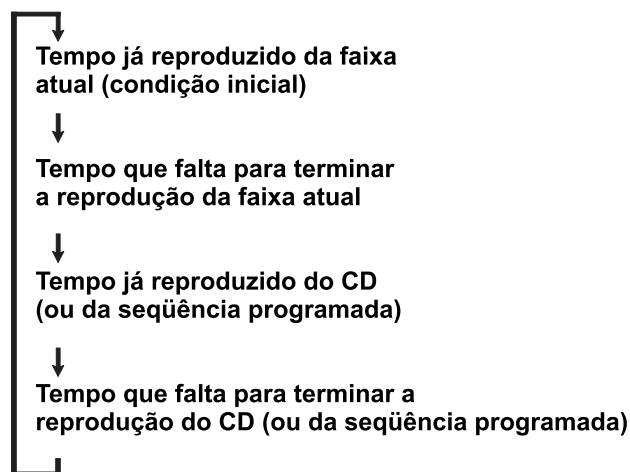 Tempo já reproduzido da faixa
atual (condição inicial)
Tempo que falta para terminar
a reprodução da faixa atual
Tempo já reproduzido do CD
(ou da seqüência programada)
Tempo que falta para terminar a
reprodução do CD (ou da seqüência programada)